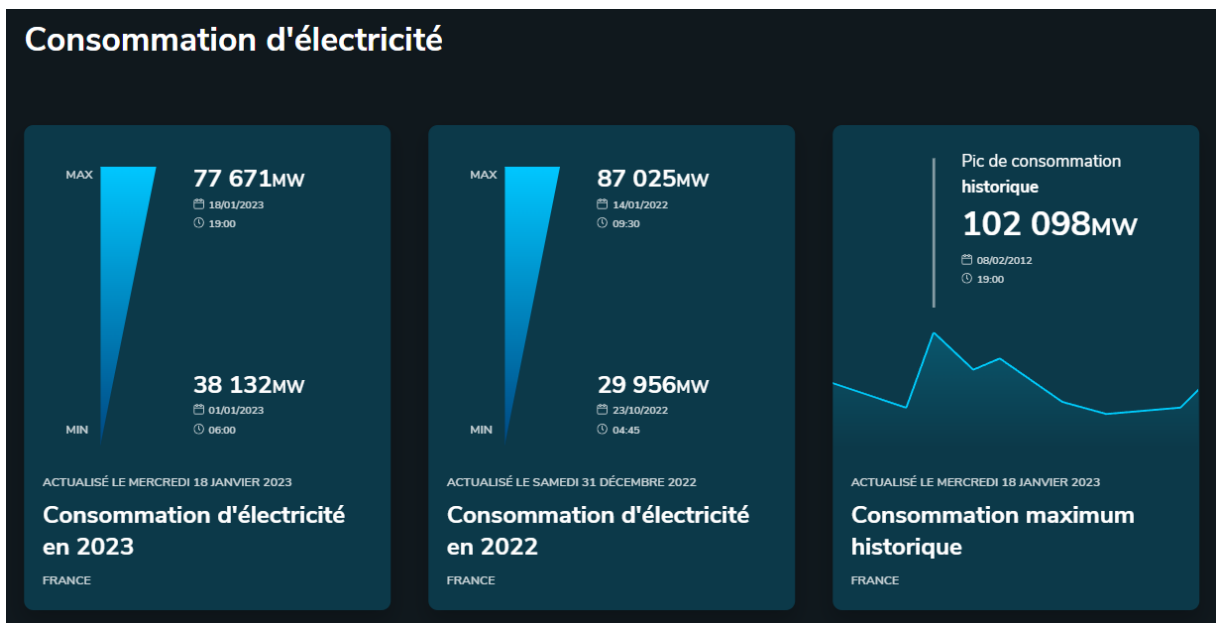 Consommation d'électricité
MAX
77 671MW
18/01/2023
19:00
38 132MW
01/01/2023
06:00
MIN
ACTUALISÉ LE MERCREDI 18 JANVIER 2023
Consommation d'électricité
en 2023
FRANCE
MAX
87 025MW
14/01/2022
09:30
29 956MW
23/10/2022
04:45
MIN
ACTUALISÉ LE SAMEDI 31 DÉCEMBRE 2022
Consommation d'électricité
en 2022
FRANCE
Pic de consommation
historique
102 098MW
08/02/2012
19:00
ACTUALISÉ LE MERCREDI 18 JANVIER 2023
Consommation maximum
historique
FRANCE